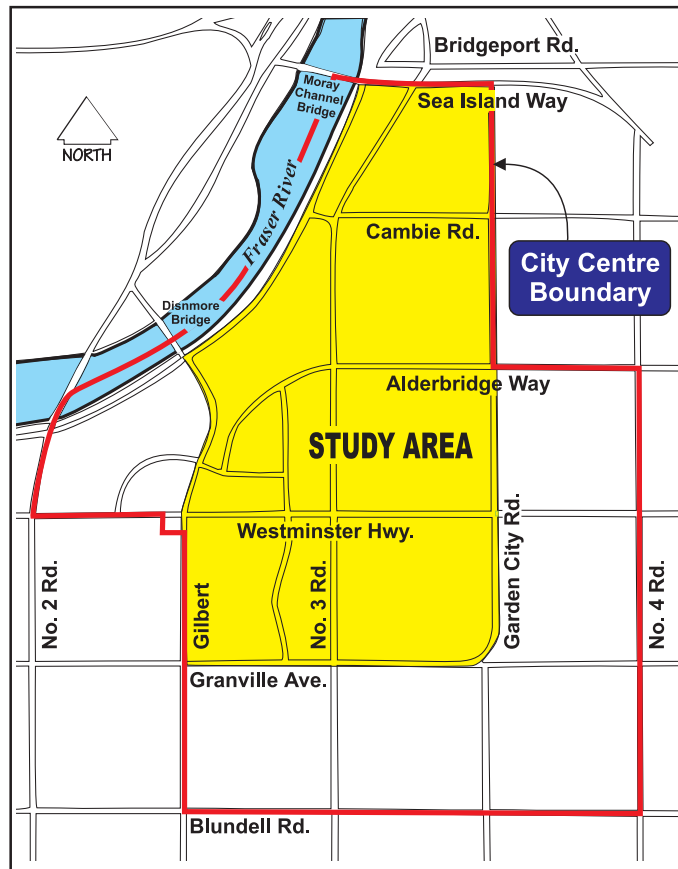 Bridgeport Rd.
Moray
Channel
Bridge
Sea Island Way
NORTH
Fraser River
Cambie Rd.
City Centre
Boundary
Disnmore
Bridge
Alderbridge Way
STUDY AREA
Westminster Hwy.
No. 2 Rd.
Gilbert
No. 3 Rd.
Garden City Rd.
No. 4 Rd.
Granville Ave.
Blundell Rd.